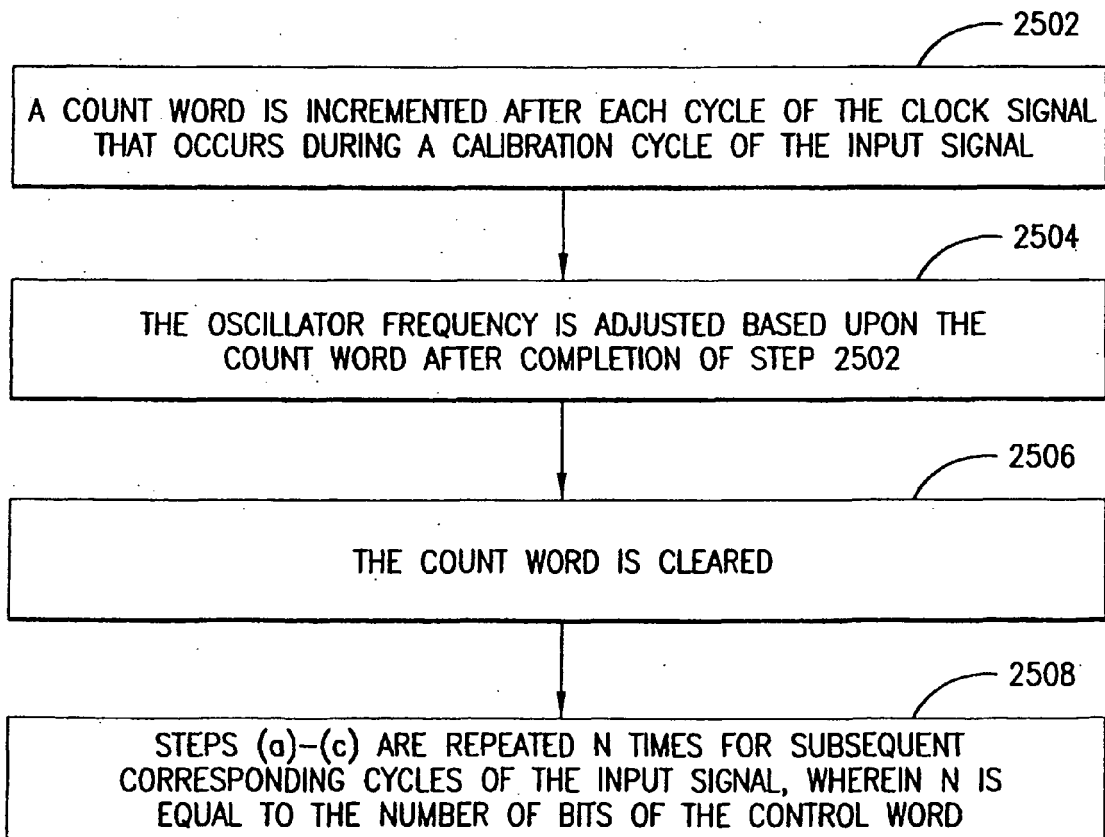 2502
A COUNT WORD IS INCREMENTED AFTER EACH CYCLE OF THE CLOCK SIGNAL
THAT OCCURS DURING A CALIBRATION CYCLE OF THE INPUT SIGNAL
2504
THE OSCILLATOR FREQUENCY IS ADJUSTED BASED UPON THE
COUNT WORD AFTER COMPLETION OF STEP 2502
2506
THE COUNT WORD IS CLEARED
2508
STEPS (a)–(c) ARE REPEATED N TIMES FOR SUBSEQUENT
CORRESPONDING CYCLES OF THE INPUT SIGNAL, WHEREIN N IS
EQUAL TO THE NUMBER OF BITS OF THE CONTROL WORD